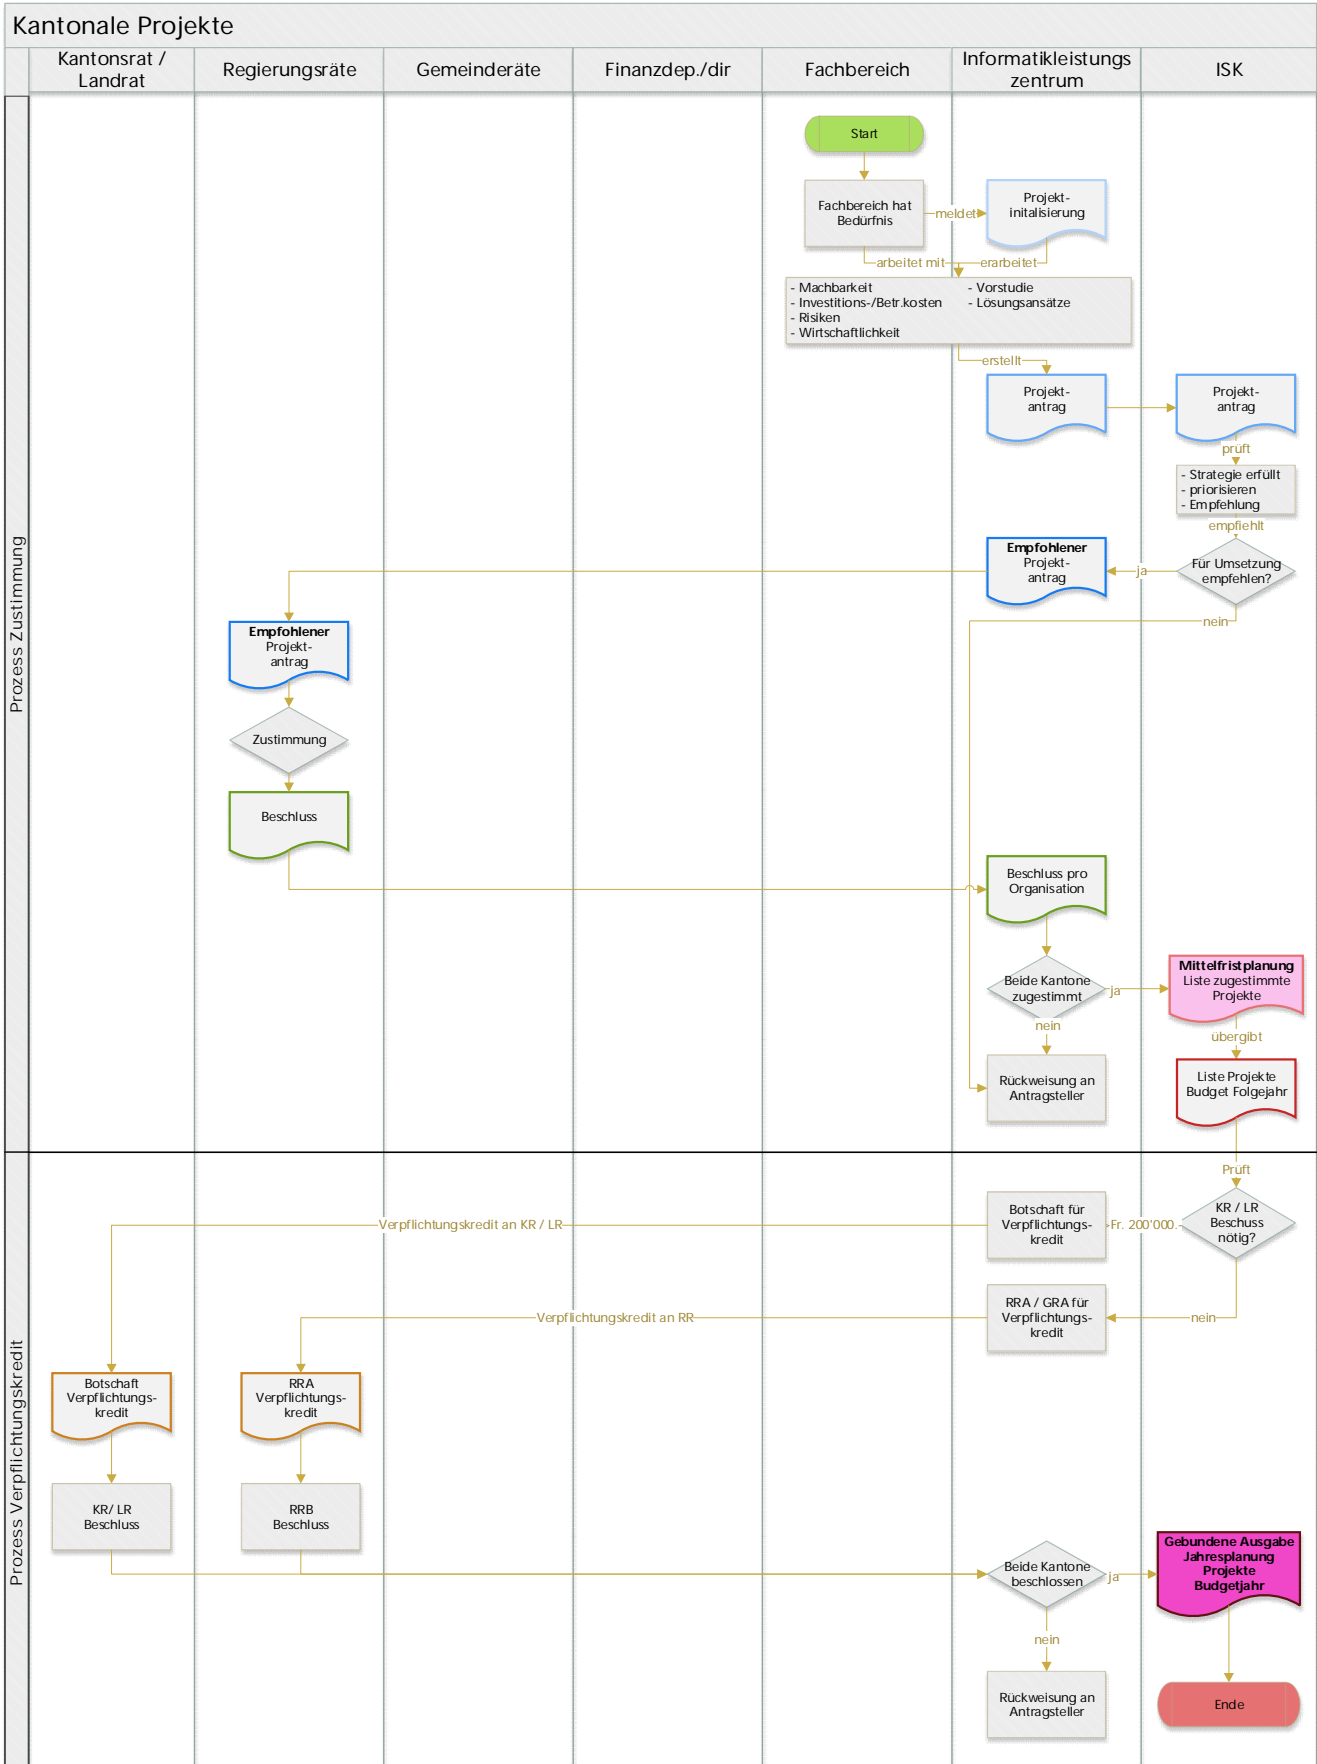 Kantonale Projekte
Kantonsrat /
Landrat
Regierungsräte
Gemeinderäte
Finanzdep./dir
Fachbereich
Informatikleistungs
zentrum
ISK
Prozess Zustimmung
Start
Fachbereich hat
Bedürfnis
meldet
Projekt-
initalisierung
arbeitet mit
erarbeitet
- Machbarkeit
- Investitions-/Betr.kosten
- Risiken
- Wirtschaftlichkeit
- Vorstudie
- Lösungsansätze
erstellt
Projekt-
antrag
Projekt-
antrag
prüft
- Strategie erfüllt
- priorisieren
- Empfehlung
empfiehlt
Für Umsetzung
empfehlen?
ja
Empfohlener
Projekt-
antrag
nein
Empfohlener
Projekt-
antrag
Zustimmung
Beschluss
Beschluss pro
Organisation
Beide Kantone
zugestimmt
ja
Mittelfristplanung
Liste zugestimmte
Projekte
nein
übergibt
Rückweisung an
Antragsteller
Liste Projekte
Budget Folgejahr
Prozess Verpflichtungskredit
Prüft
KR / LR
Beschuss
nötig?
Fr. 200'000.-
Botschaft für
Verpflichtungs-
kredit
Verpflichtungskredit an KR / LR
nein
RRA / GRA für
Verpflichtungs-
kredit
Verpflichtungskredit an RR
Botschaft
Verpflichtungs-
kredit
RRA
Verpflichtungs-
kredit
KR/ LR
Beschluss
RRB
Beschluss
Beide Kantone
beschlossen
ja
Gebundene Ausgabe
Jahresplanung
Projekte
Budgetjahr
nein
Rückweisung an
Antragsteller
Ende